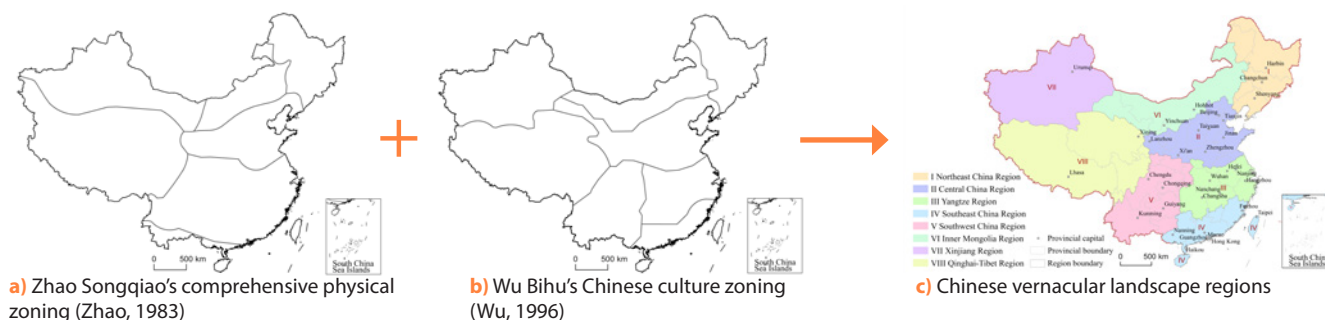 0 500 km
South China
Sea Islands
a) Zhao Songqiao's comprehensive physical
zoning (Zhao, 1983)
0 500 km
South China
Sea Islands
b) Wu Bihu's Chinese culture zoning
(Wu, 1996)
Urumqi
VII
Harbin
I
Changchun
Shenyang
Hohhot
Beijing
Tianjin
VI
Yinchuan
Taiyuan
Jinan
II
Xining
Lanzhou
Xi'an
Zhengzhou
VIII
Lhasa
Hefei
Nanjing
Chengdu
Wuhan
Hangzhou
Chongqing
Nanchang
III
Changsha
V
Guiyang
Fuzhou
Taipei
Kunming
IV
IV
Nanning
Guangzhou
Macao
Hong Kong
Haikou
IV
I Northeast China Region
II Central China Region
III Yangtze Region
IV Southeast China Region
V Southwest China Region
VI Inner Mongolia Region
VII Xinjiang Region
VIII Qinghai-Tibet Region
Provincial capital
Provincial boundary
Region boundary
0 500 km
South China
Sea Islands
c) Chinese vernacular landscape regions